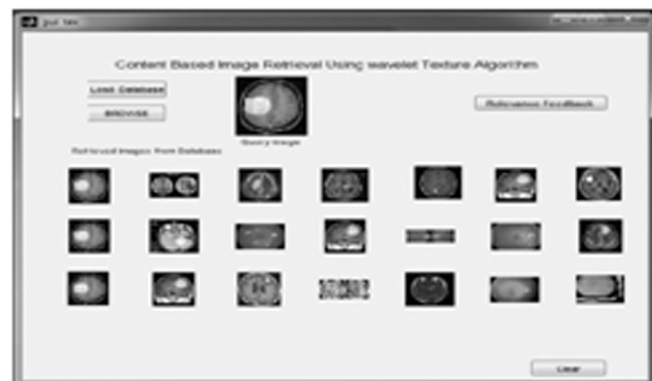 gui_tex
Content Based Image Retrieval Using wavelet Texture Algorithm
Load Database
BROWSE
Relevance Feedback
Query Image
Retrieved Images from Database
Clear